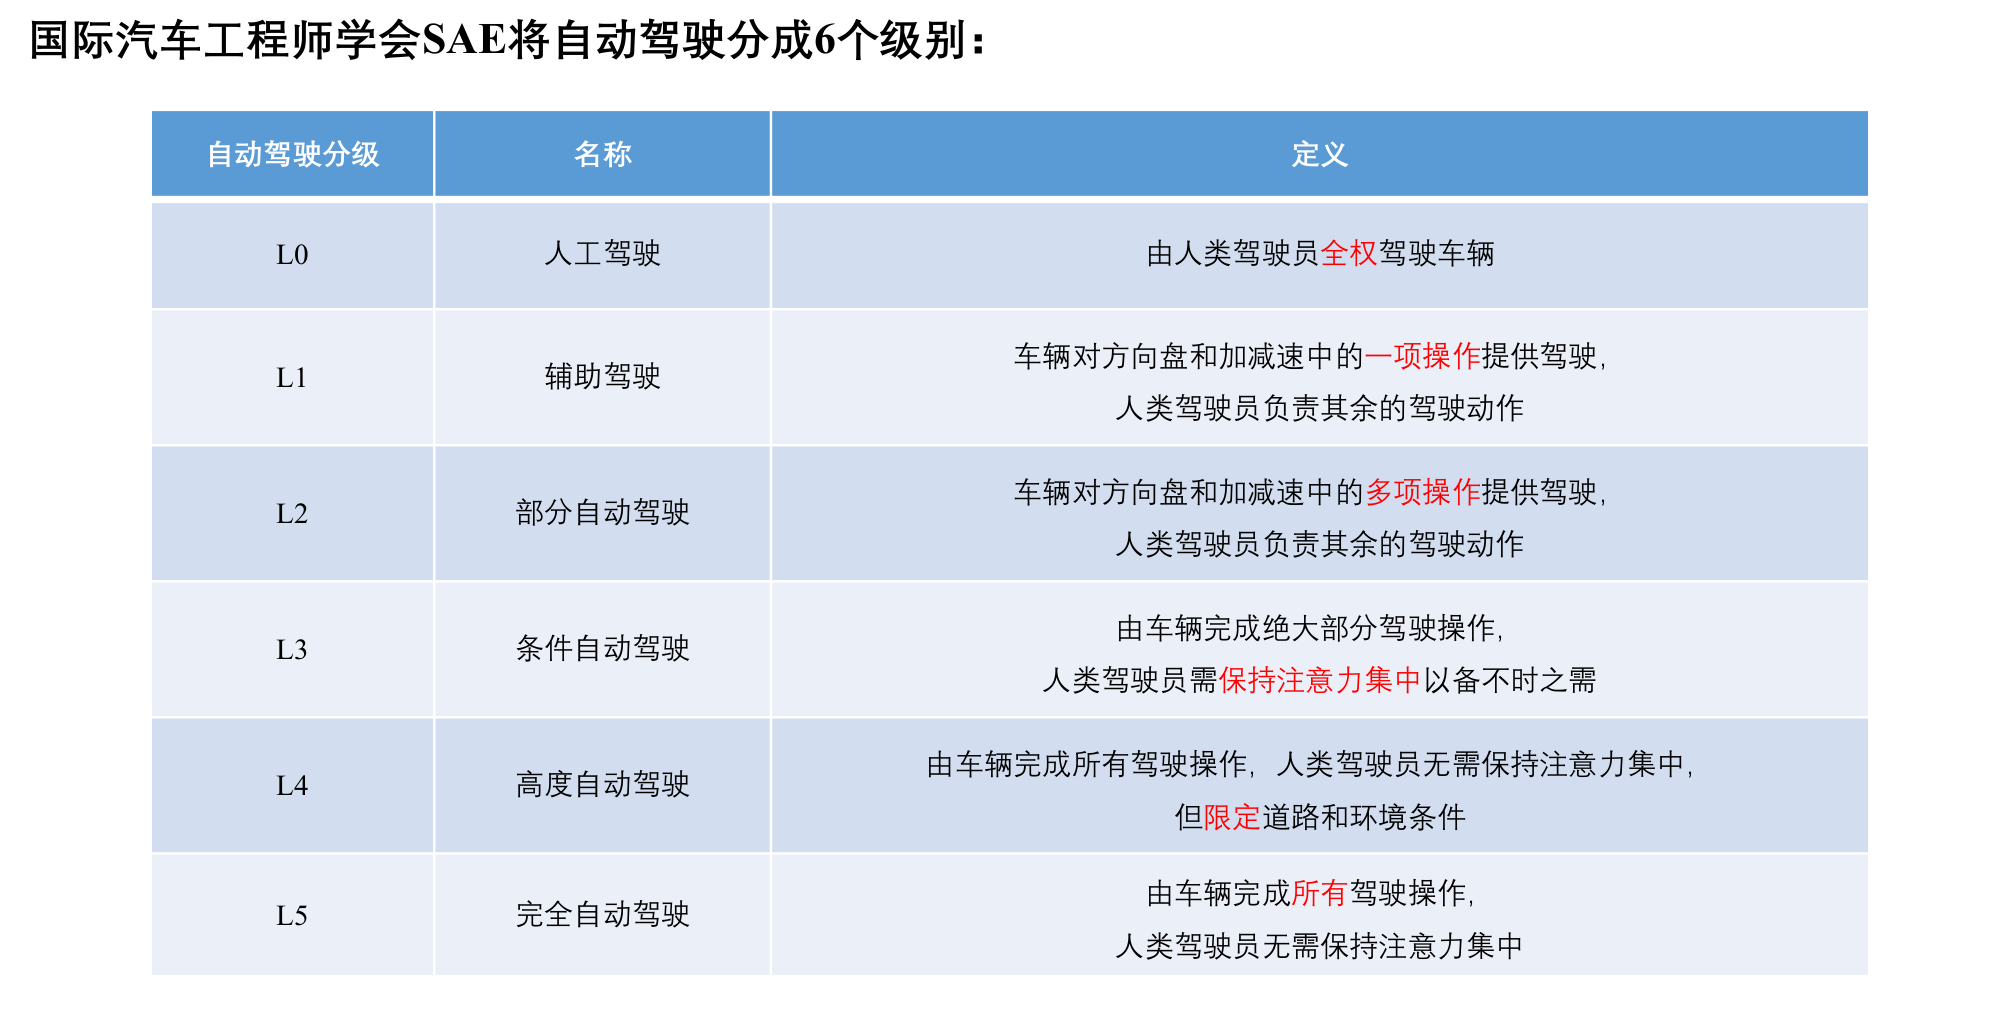 国际汽车工程师学会SAE将自动驾驶分成6个级别：
自动驾驶分级 名称 定义
L0 人工驾驶 由人类驾驶员全权驾驶车辆
L1 辅助驾驶 车辆对方向盘和加减速中的一项操作提供驾驶，
人类驾驶员负责其余的驾驶动作
L2 部分自动驾驶 车辆对方向盘和加减速中的多项操作提供驾驶，
人类驾驶员负责其余的驾驶动作
L3 条件自动驾驶 由车辆完成绝大部分驾驶操作，
人类驾驶员需保持注意力集中以备不时之需
L4 高度自动驾驶 由车辆完成所有驾驶操作，人类驾驶员无需保持注意力集中，
但限定道路和环境条件
L5 完全自动驾驶 由车辆完成所有驾驶操作，
人类驾驶员无需保持注意力集中